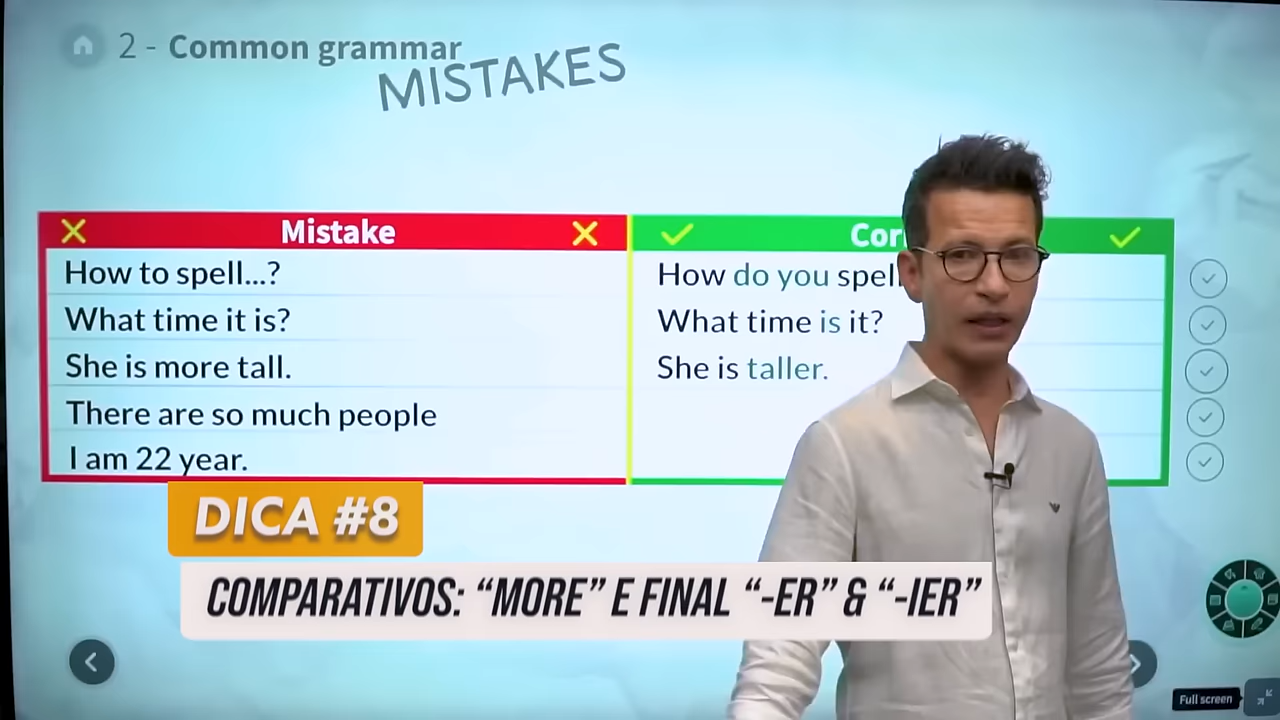 2 - Common grammar
MISTAKES
Mistake
Cor
How to spell...?
How do you spell
What time it is?
What time is it?
She is more tall.
She is taller.
There are so much people
I am 22 year.
DICA #8
COMPARATIVOS: “MORE” E FINAL “-ER” & “-IER”
Full screen